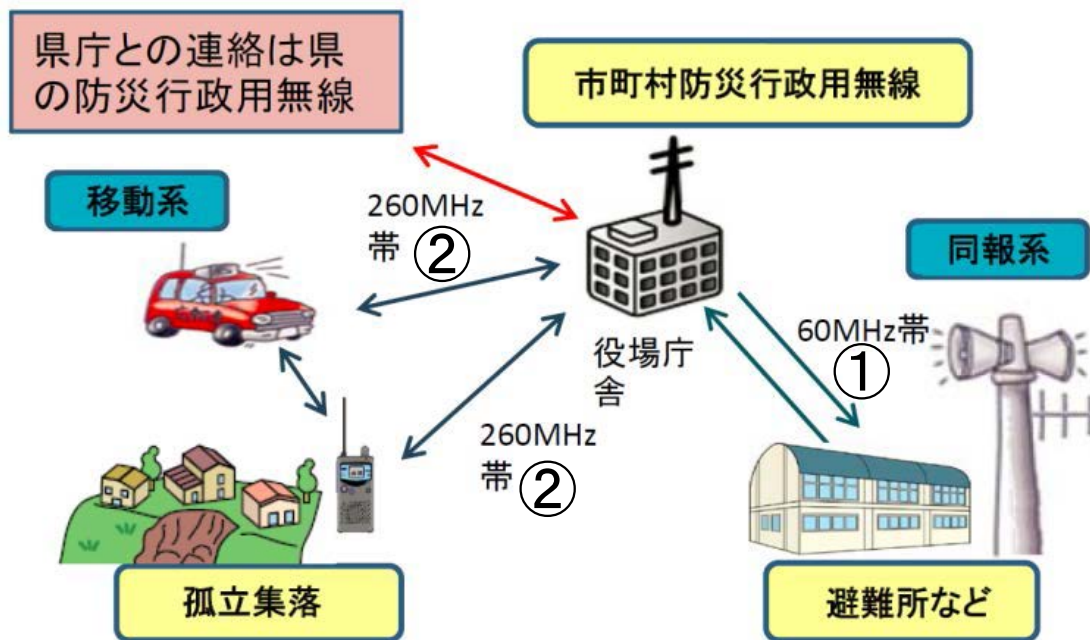 県庁との連絡は県
の防災行政用無線
市町村防災行政用無線
移動系
260MHz
帯 ②
同報系
役場庁
舎
60MHz帯
①
260MHz
帯 ②
孤立集落
避難所など